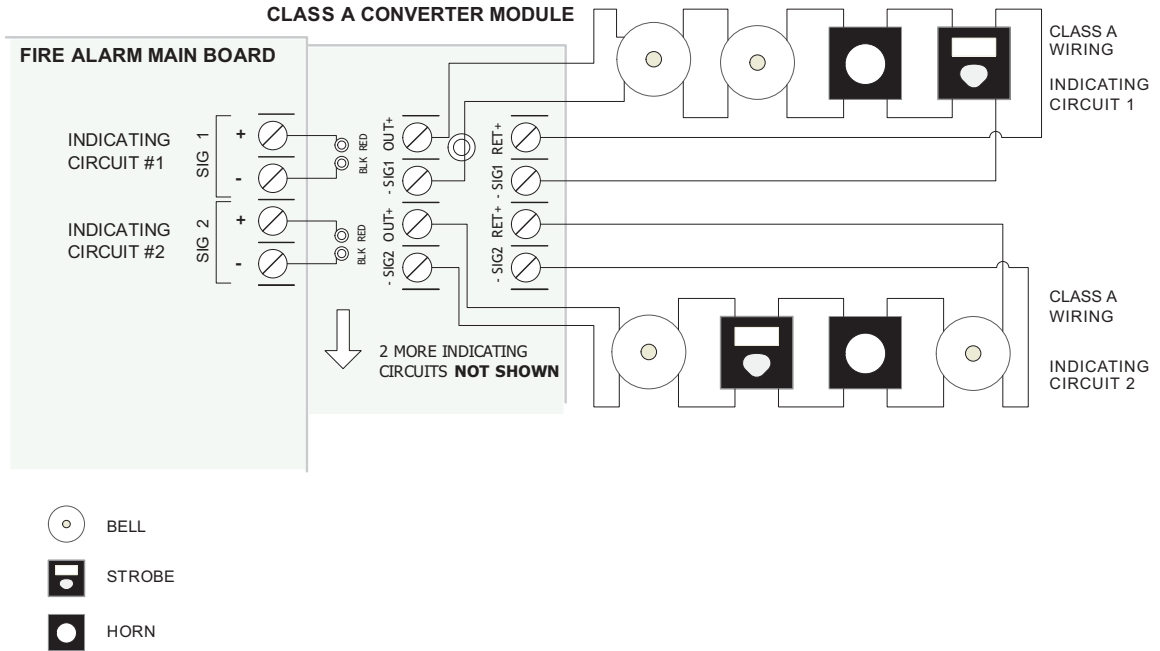 CLASS A CONVERTER MODULE
FIRE ALARM MAIN BOARD
INDICATING
CIRCUIT #1
SIG 1
+
-
BLK RED
- SIG1 OUT+
- SIG1 RET+
INDICATING
CIRCUIT #2
SIG 2
+
-
BLK RED
- SIG2 OUT+
- SIG2 RET+
2 MORE INDICATING
CIRCUITS NOT SHOWN
CLASS A
WIRING
INDICATING
CIRCUIT 1
CLASS A
WIRING
INDICATING
CIRCUIT 2
BELL
STROBE
HORN